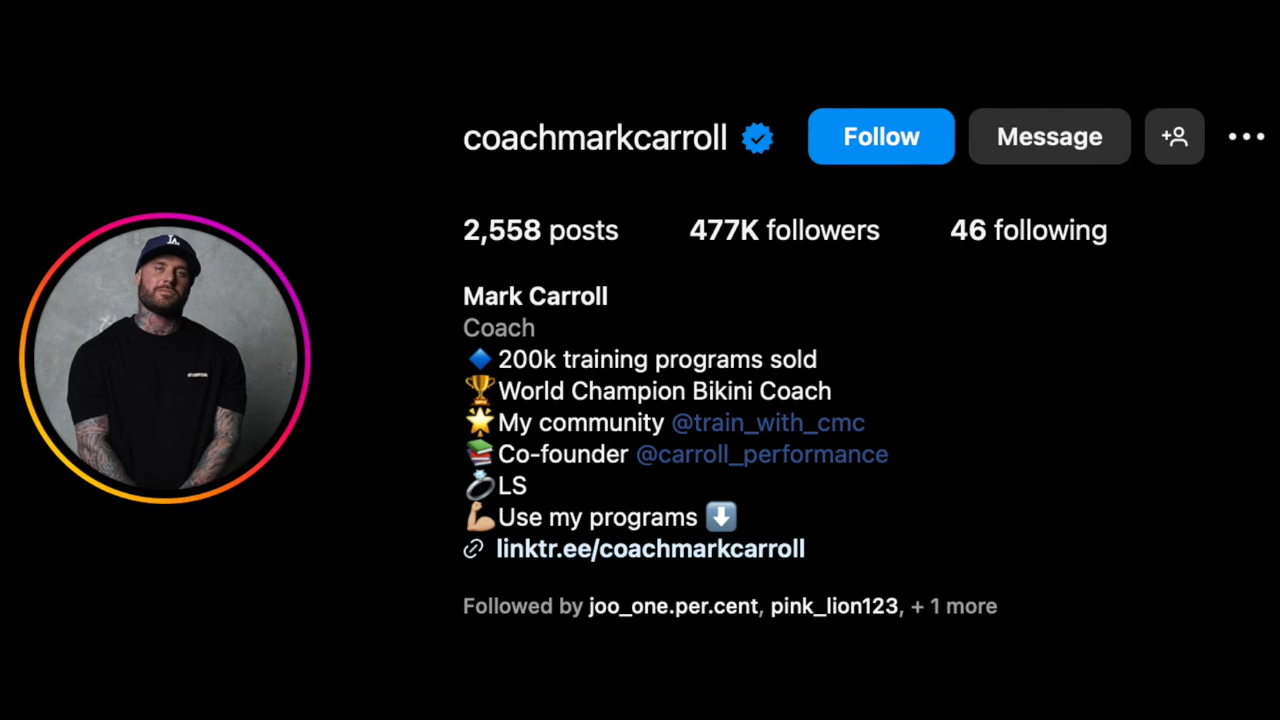 coachmarkcarroll Follow Message
2,558 posts 477K followers 46 following
LA
Mark Carroll
Coach
🔷200k training programs sold
🏆World Champion Bikini Coach
🌟My community @train_with_cmc
📚Co-founder @carroll_performance
💍LS
💪🏼Use my programs ⬇️
linktr.ee/coachmarkcarroll
Followed by joo_one.per.cent, pink_lion123, + 1 more